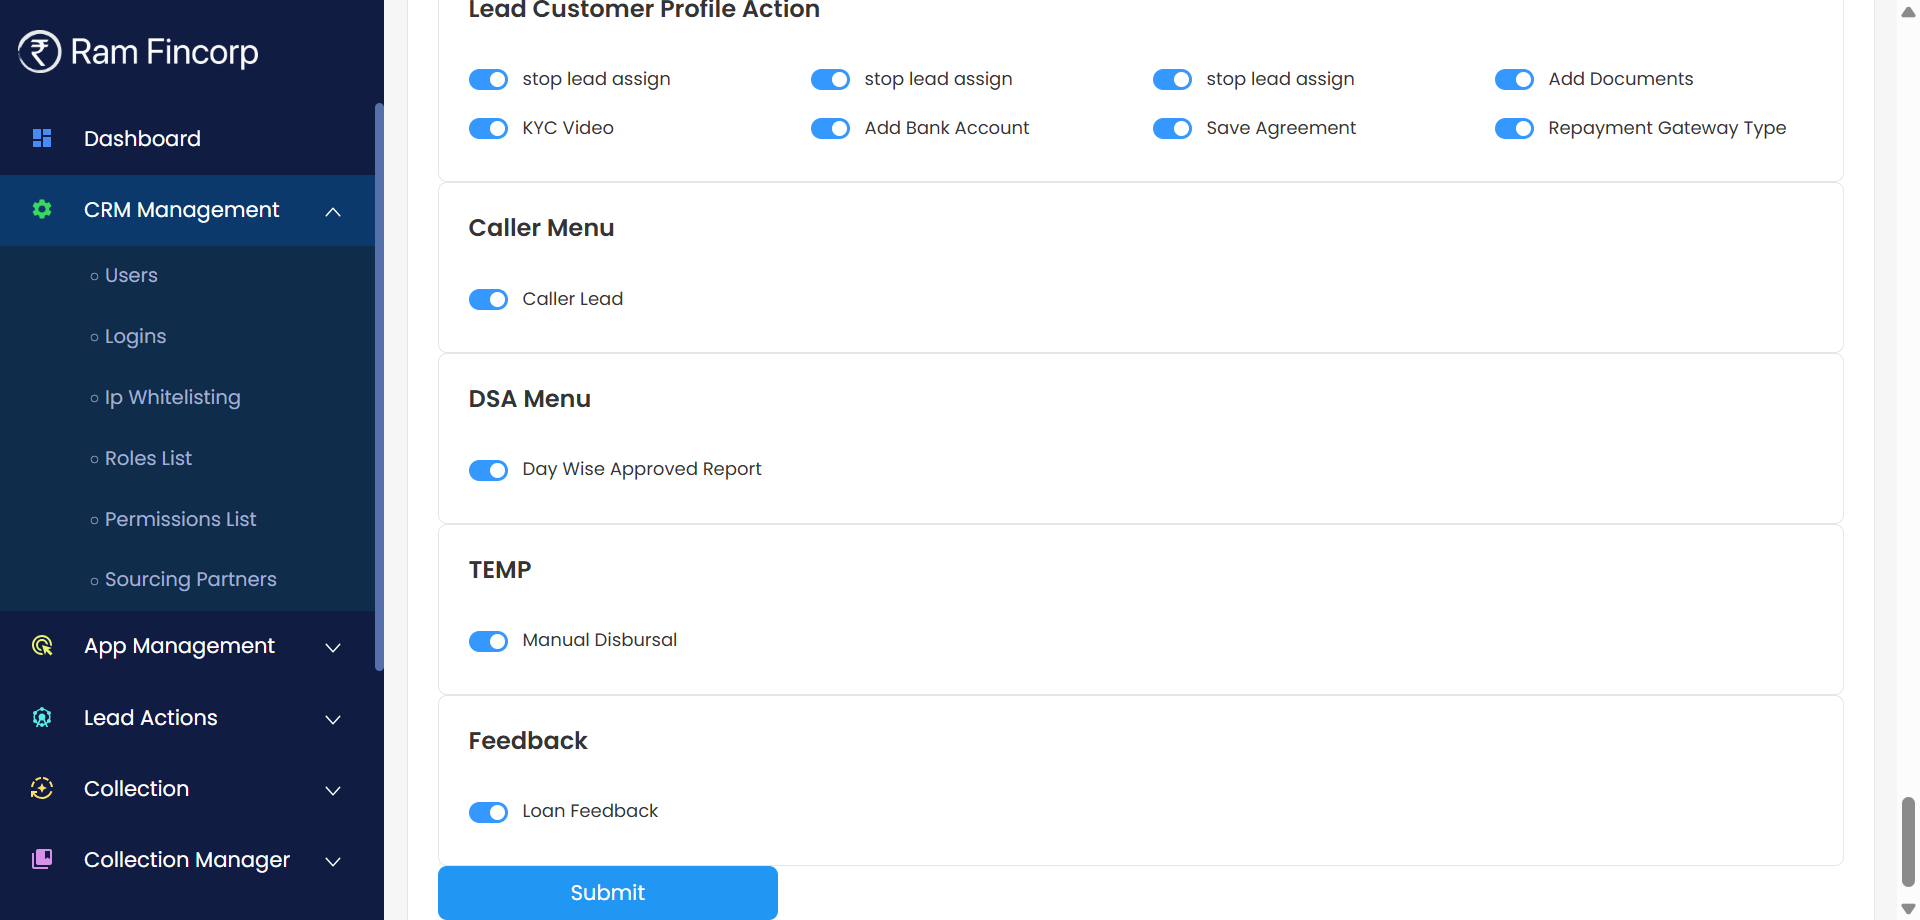 Ram Fincorp
Dashboard
CRM Management
Users
Logins
Ip Whitelisting
Roles List
Permissions List
Sourcing Partners
App Management
Lead Actions
Collection
Collection Manager
Lead Customer Profile Action
stop lead assign
stop lead assign
stop lead assign
Add Documents
KYC Video
Add Bank Account
Save Agreement
Repayment Gateway Type
Caller Menu
Caller Lead
DSA Menu
Day Wise Approved Report
TEMP
Manual Disbursal
Feedback
Loan Feedback
Submit